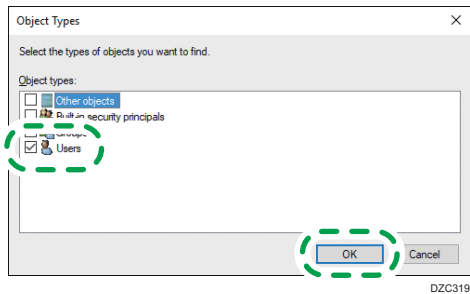 Object Types
Select the types of objects you want to find.
Object types:
Other objects
Built-in security principals
Groups
Users
OK
Cancel
DZC319